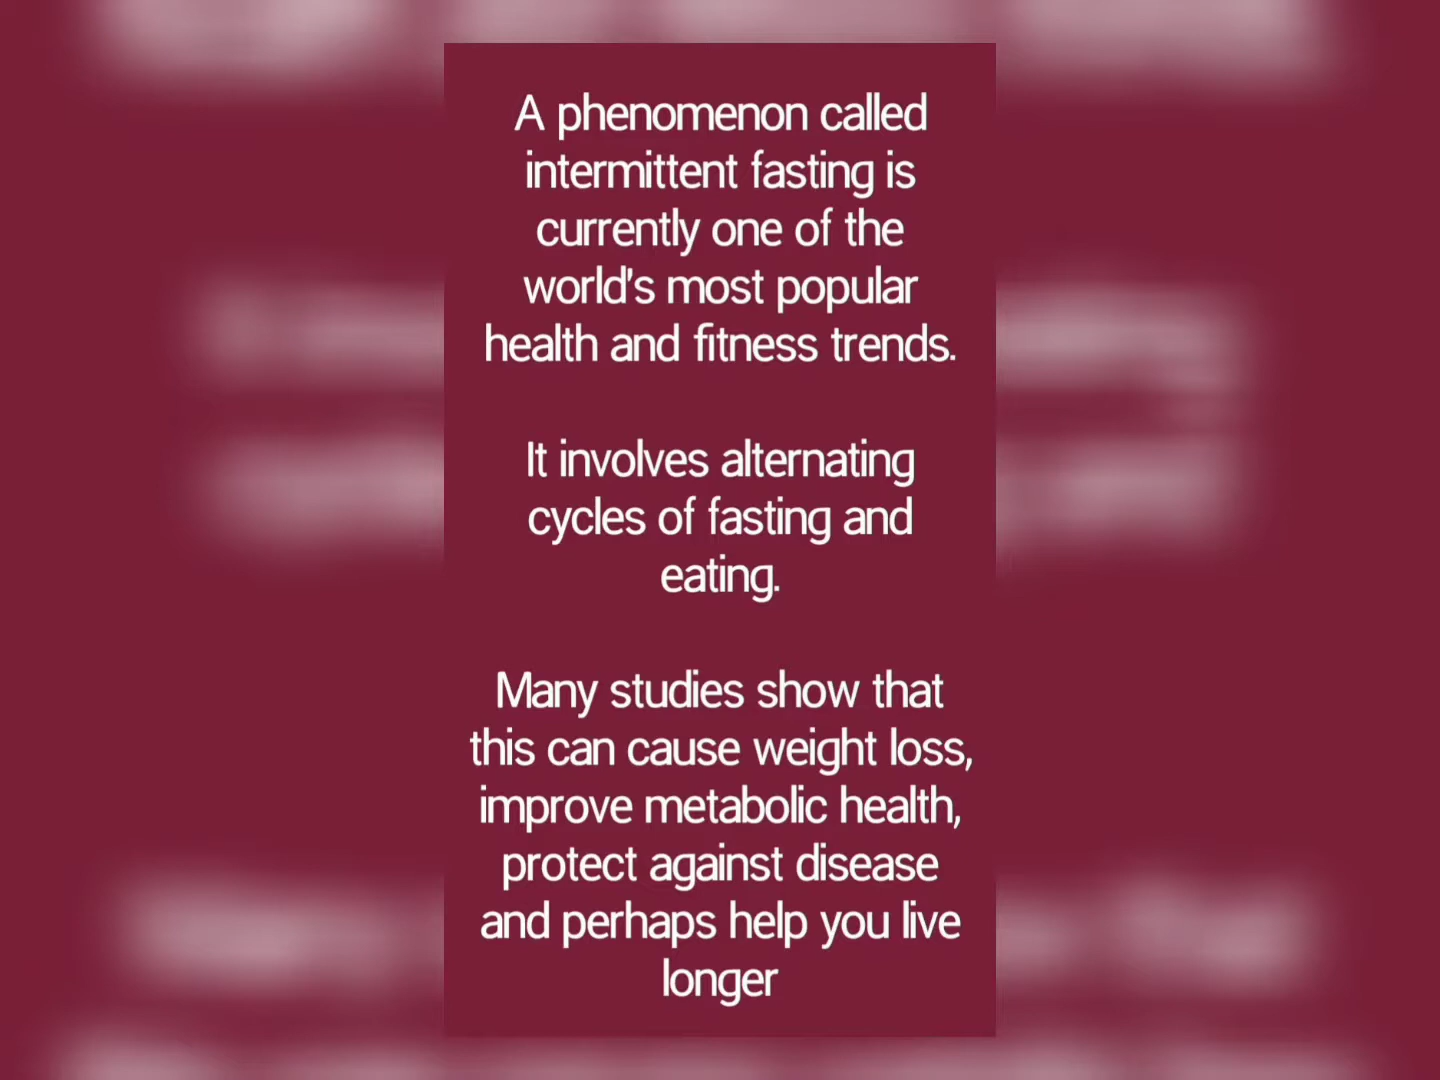 A phenomenon called
intermittent fasting is
currently one of the
world's most popular
health and fitness trends.
It involves alternating
cycles of fasting and
eating.
Many studies show that
this can cause weight loss,
improve metabolic health,
protect against disease
and perhaps help you live
longer